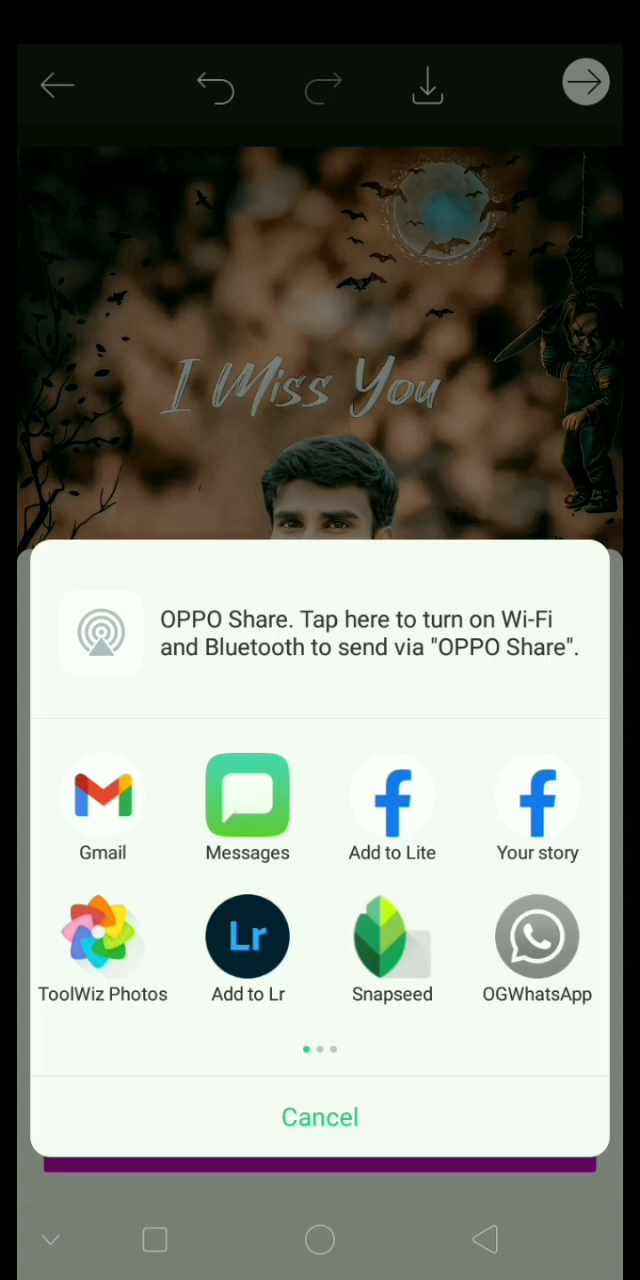 I Miss You
OPPO Share. Tap here to turn on Wi-Fi
and Bluetooth to send via "OPPO Share".
Gmail
Messages
Add to Lite
Your story
Lr
ToolWiz Photos
Add to Lr
Snapseed
OGWhatsApp
Cancel